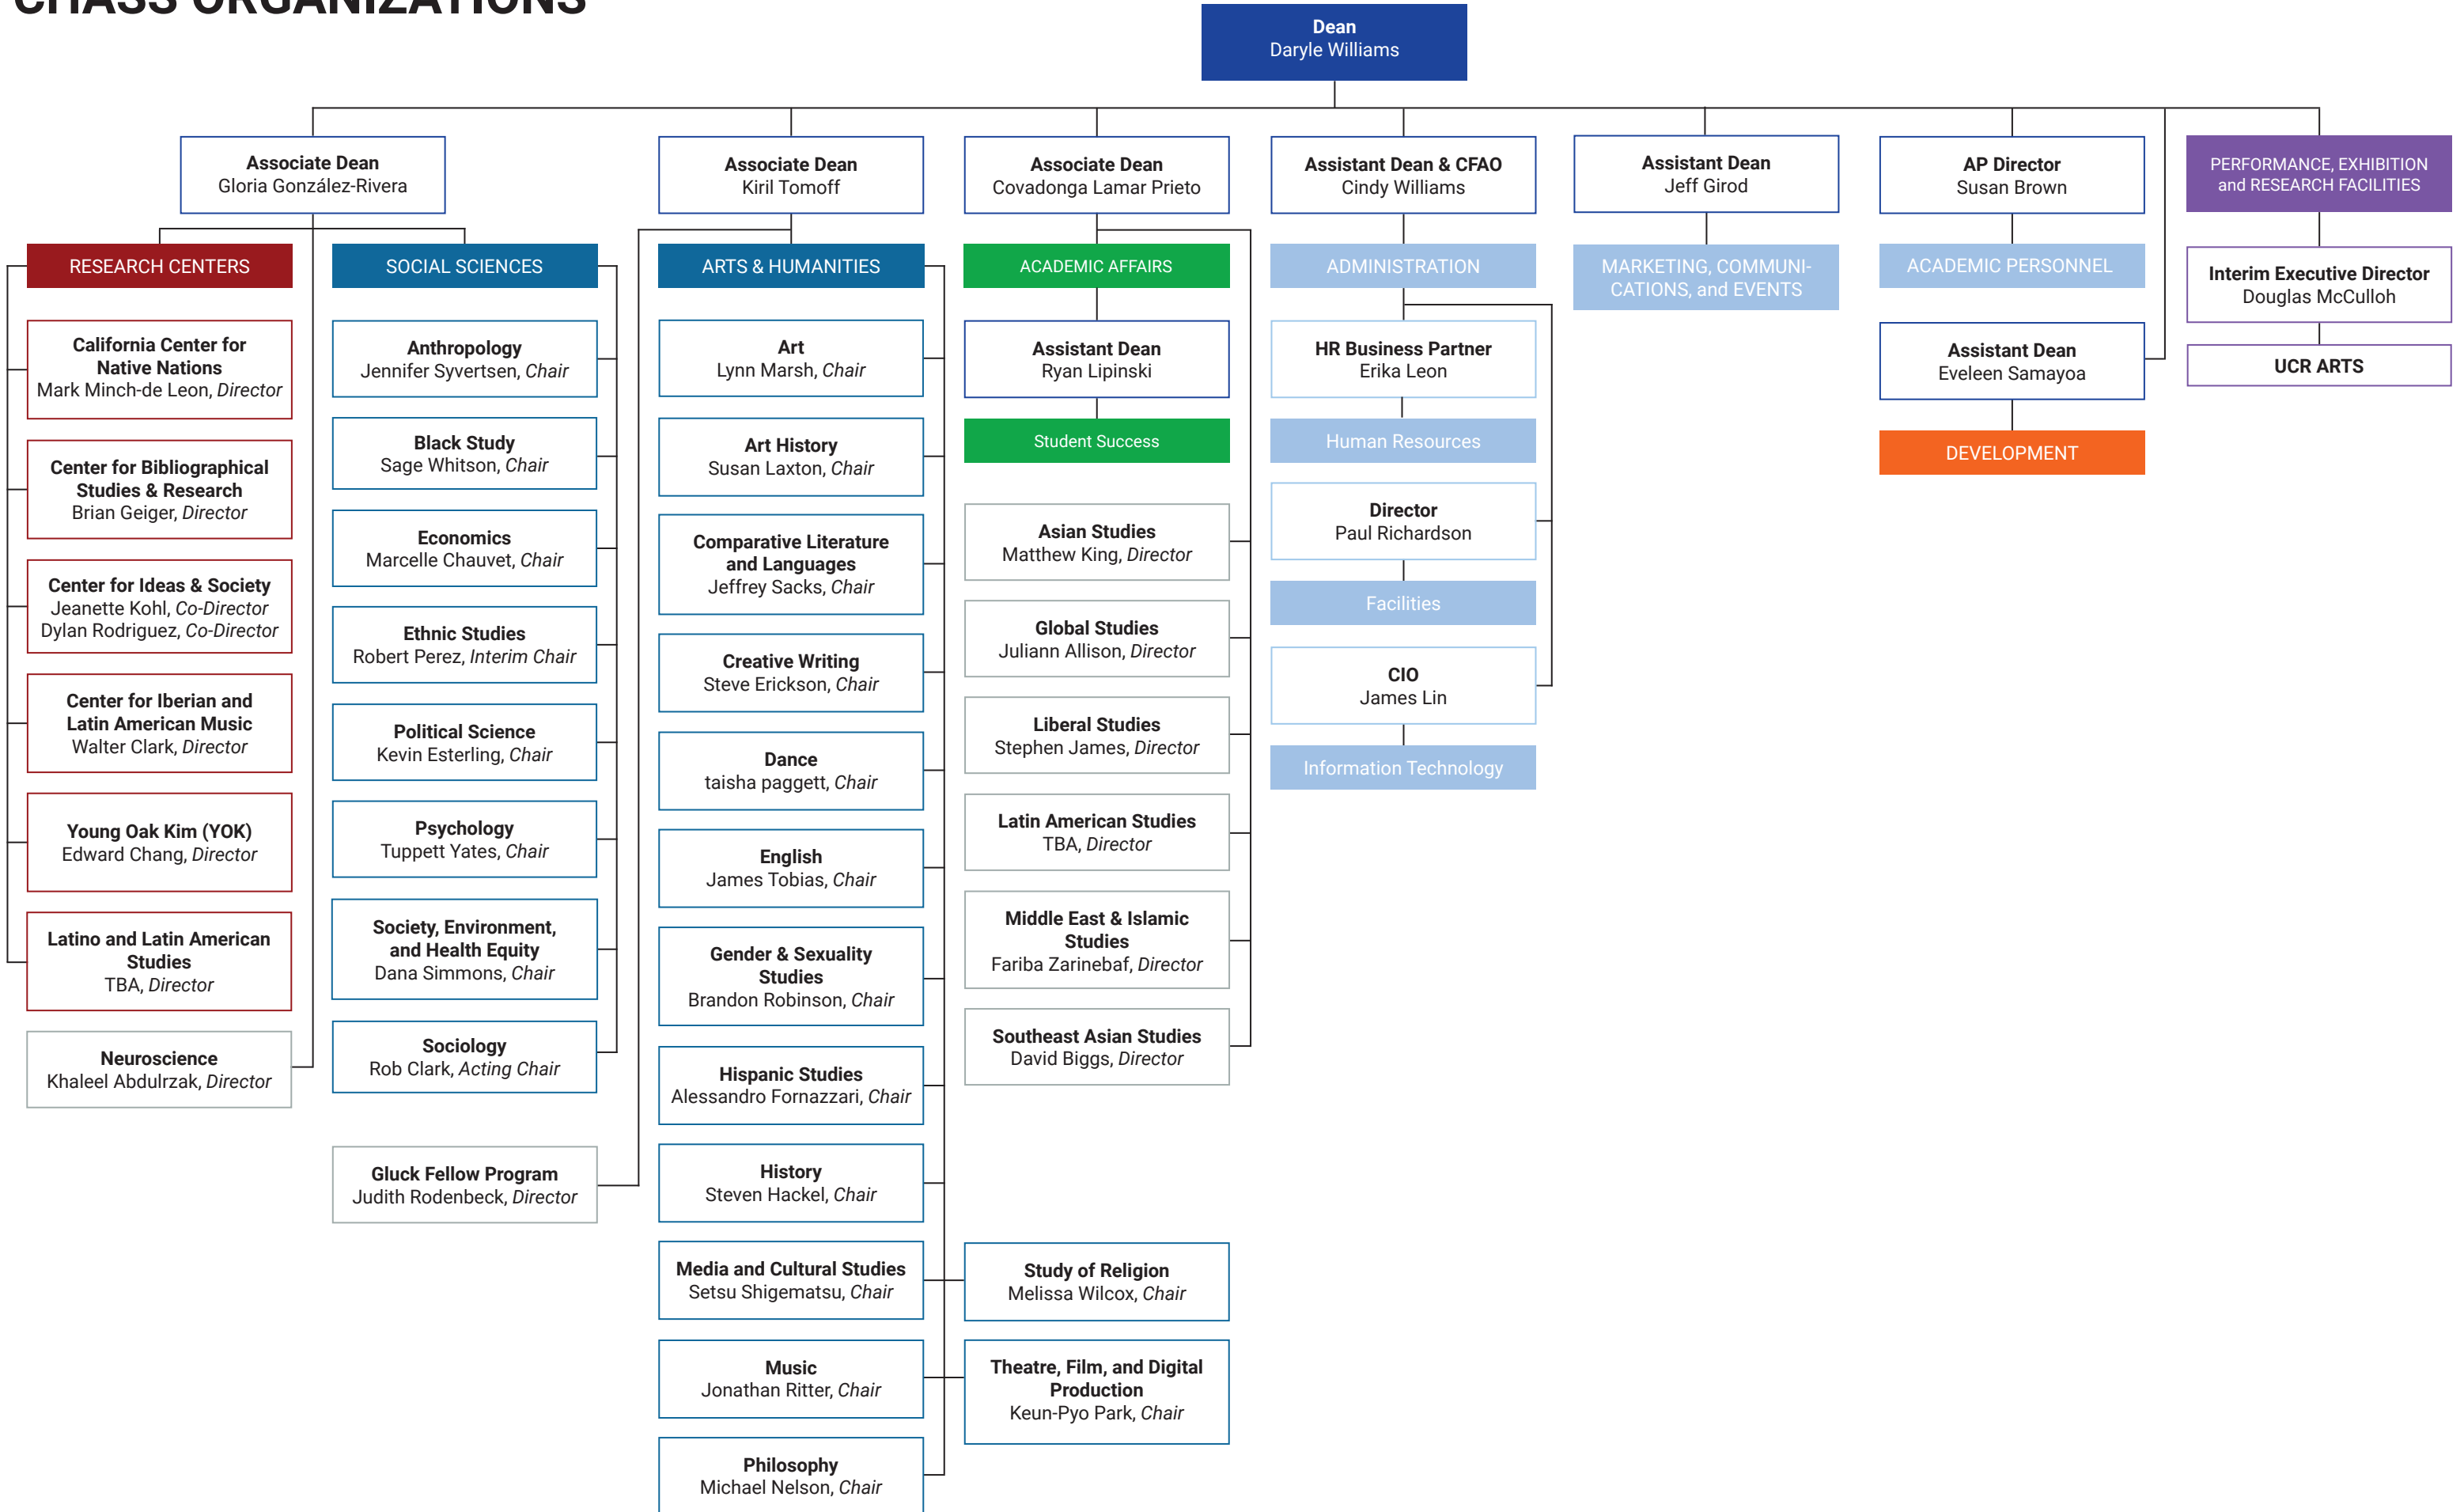 CHASS ORGANIZATIONS
Dean
Daryle Williams
Associate Dean
Gloria González-Rivera
Associate Dean
Kiril Tomoff
Associate Dean
Covadonga Lamar Prieto
Assistant Dean & CFAO
Cindy Williams
Assistant Dean
Jeff Girod
AP Director
Susan Brown
PERFORMANCE, EXHIBITION
and RESEARCH FACILITIES
RESEARCH CENTERS
California Center for
Native Nations
Mark Minch-de Leon, Director
Center for Bibliographical
Studies & Research
Brian Geiger, Director
Center for Ideas & Society
Jeanette Kohl, Co-Director
Dylan Rodriguez, Co-Director
Center for Iberian and
Latin American Music
Walter Clark, Director
Young Oak Kim (YOK)
Edward Chang, Director
Latino and Latin American
Studies
TBA, Director
Neuroscience
Khaleel Abdulrzak, Director
SOCIAL SCIENCES
Anthropology
Jennifer Syvertsen, Chair
Black Study
Sage Whitson, Chair
Economics
Marcelle Chauvet, Chair
Ethnic Studies
Robert Perez, Interim Chair
Political Science
Kevin Esterling, Chair
Psychology
Tuppett Yates, Chair
Society, Environment,
and Health Equity
Dana Simmons, Chair
Sociology
Rob Clark, Acting Chair
Gluck Fellow Program
Judith Rodenbeck, Director
ARTS & HUMANITIES
Art
Lynn Marsh, Chair
Art History
Susan Laxton, Chair
Comparative Literature
and Languages
Jeffrey Sacks, Chair
Creative Writing
Steve Erickson, Chair
Dance
taisha paggett, Chair
English
James Tobias, Chair
Gender & Sexuality
Studies
Brandon Robinson, Chair
Hispanic Studies
Alessandro Fornazzari, Chair
History
Steven Hackel, Chair
Media and Cultural Studies
Setsu Shigematsu, Chair
Music
Jonathan Ritter, Chair
Philosophy
Michael Nelson, Chair
Study of Religion
Melissa Wilcox, Chair
Theatre, Film, and Digital
Production
Keun-Pyo Park, Chair
ACADEMIC AFFAIRS
Assistant Dean
Ryan Lipinski
Student Success
Asian Studies
Matthew King, Director
Global Studies
Juliann Allison, Director
Liberal Studies
Stephen James, Director
Latin American Studies
TBA, Director
Middle East & Islamic
Studies
Fariba Zarinebaf, Director
Southeast Asian Studies
David Biggs, Director
ADMINISTRATION
HR Business Partner
Erika Leon
Human Resources
Director
Paul Richardson
Facilities
CIO
James Lin
Information Technology
MARKETING, COMMUNI-
CATIONS, and EVENTS
ACADEMIC PERSONNEL
Assistant Dean
Eveleen Samayoa
DEVELOPMENT
Interim Executive Director
Douglas McCulloh
UCR ARTS